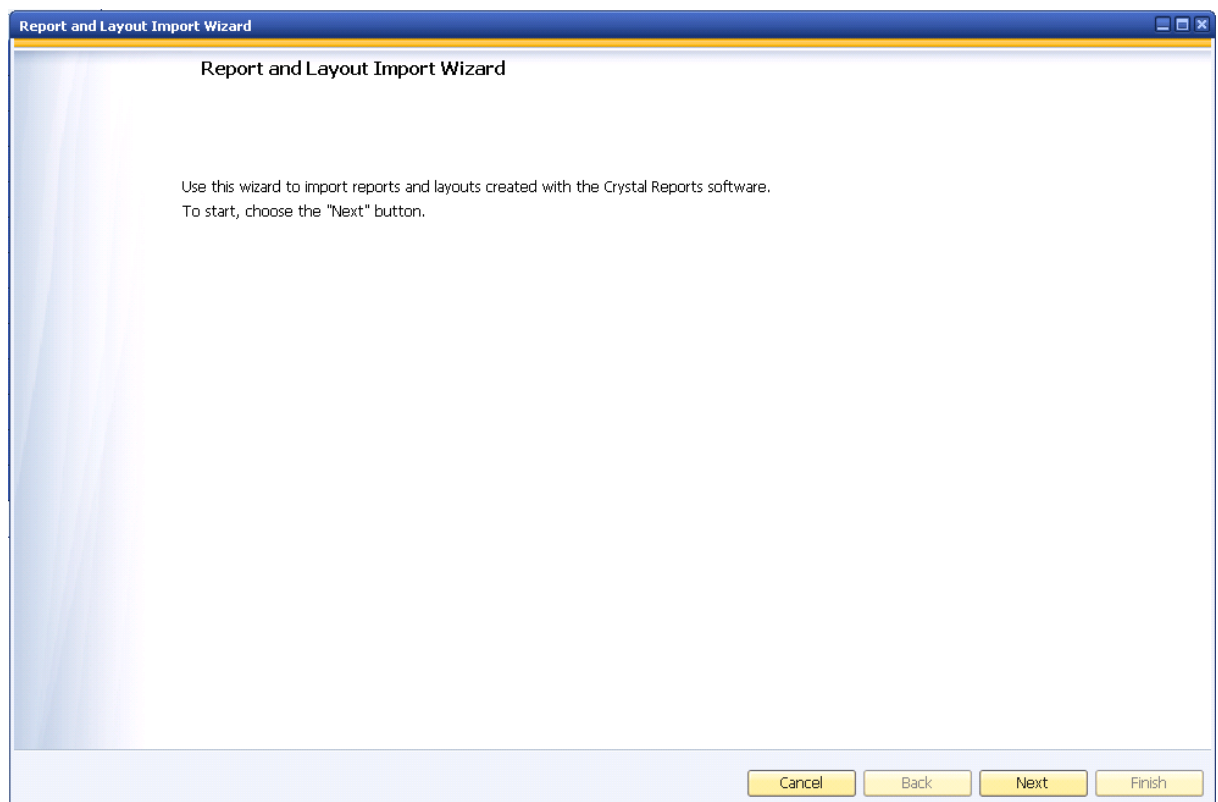 Report and Layout Import Wizard
Report and Layout Import Wizard
Use this wizard to import reports and layouts created with the Crystal Reports software.
To start, choose the "Next" button.
Cancel Back Next Finish